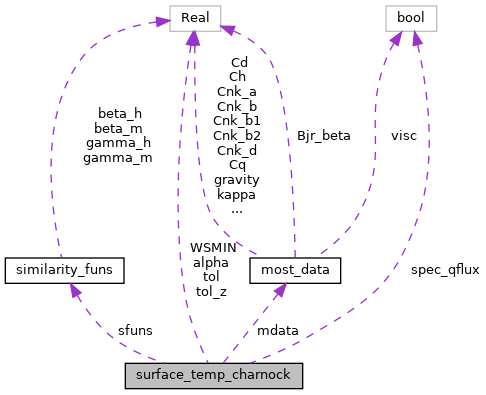 Real
bool
beta_h
beta_m
gamma_h
gamma_m
Cd
Ch
Cnk_a
Cnk_b
Cnk_b1
Cnk_b2
Cnk_d
Cq
gravity
kappa
...
Bjr_beta
visc
WSMIN
alpha
tol
tol_z
similarity_funs
most_data
spec_qflux
sfuns
mdata
surface_temp_charnock